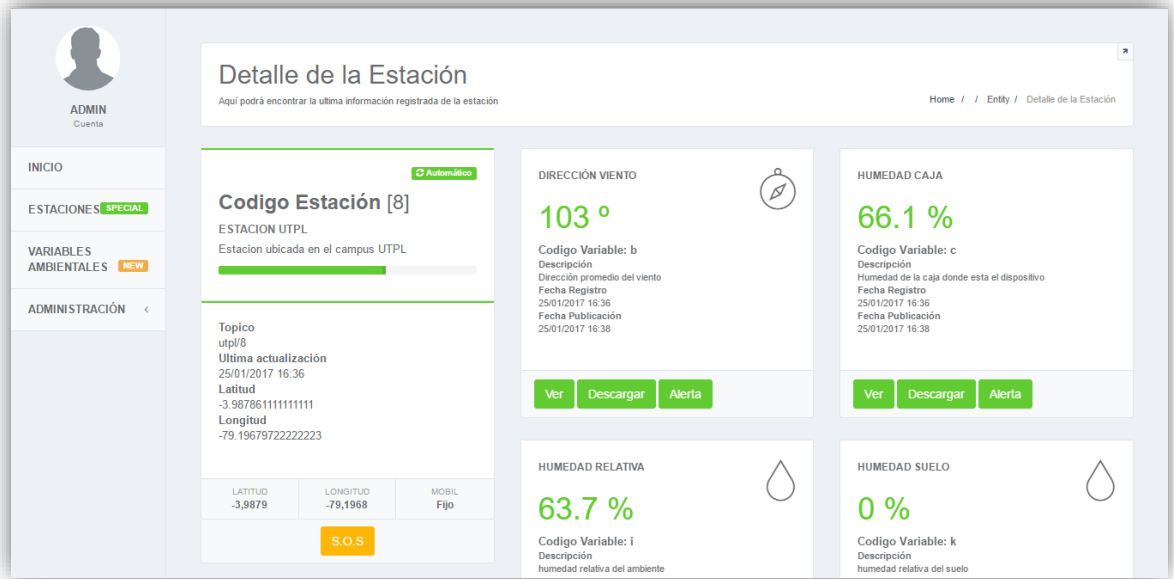 ADMIN
Cuenta
INICIO
ESTACIONES SPECIAL
VARIABLES
AMBIENTALES NEW
ADMINISTRACIÓN <
Detalle de la Estación
Aquí podrá encontrar la ultima información registrada de la estación
Home / / Entity / Detalle de la Estación
Automático
Codigo Estación [8]
ESTACION UTPL
Estacion ubicada en el campus UTPL
Topico
utpl/8
Ultima actualización
25/01/2017 16:36
Latitud
-3.987861111111111
Longitud
-79.19679722222223
LATITUD LONGITUD MOBIL
-3,9879 -79,1968 Fijo
S.O.S
DIRECCIÓN VIENTO
103 º
Codigo Variable: b
Descripción
Dirección promedio del viento
Fecha Registro
25/01/2017 16:36
Fecha Publicación
25/01/2017 16:38
Ver Descargar Alerta
HUMEDAD CAJA
66.1 %
Codigo Variable: c
Descripción
Humedad de la caja donde esta el dispositivo
Fecha Registro
25/01/2017 16:36
Fecha Publicación
25/01/2017 16:38
Ver Descargar Alerta
HUMEDAD RELATIVA
63.7 %
Codigo Variable: i
Descripción
humedad relativa del ambiente
HUMEDAD SUELO
0 %
Codigo Variable: k
Descripción
humedad relativa del suelo